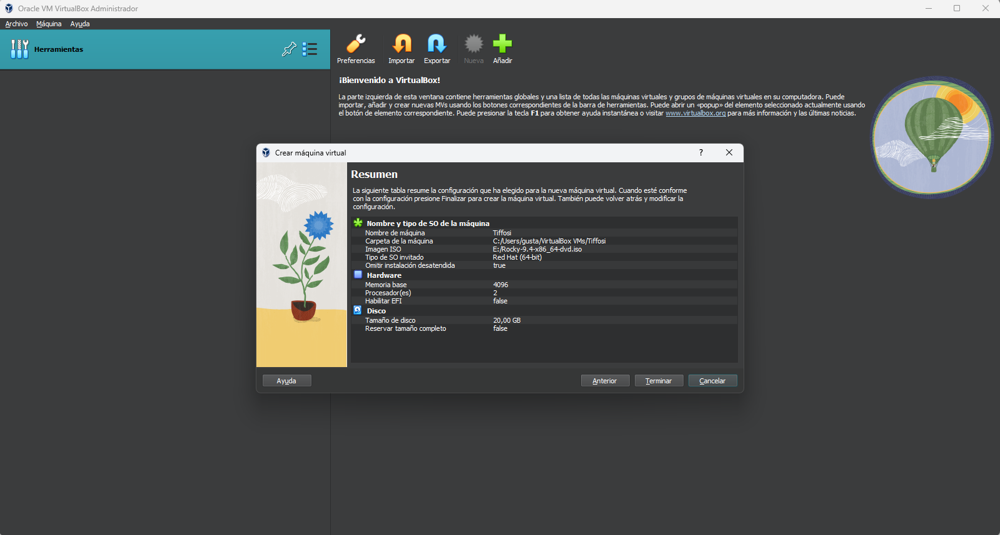 Oracle VM VirtualBox Administrador
Archivo Máquina Ayuda
Herramientas
Preferencias Importar Exportar Nueva Añadir
¡Bienvenido a VirtualBox!
La parte izquierda de esta ventana contiene herramientas globales y una lista de todas las máquinas virtuales y grupos de máquinas virtuales en su computadora. Puede
importar, añadir y crear nuevas MVs usando los botones correspondientes de la barra de herramientas. Puede abrir un «popup» del elemento seleccionado actualmente usando
el botón de elemento correspondiente. Puede presionar la tecla F1 para obtener ayuda instantánea o visitar www.virtualbox.org para más información y las últimas noticias.
Crear máquina virtual ?
Resumen
La siguiente tabla resume la configuración que ha elegido para la nueva máquina virtual. Cuando esté conforme
con la configuración presione Finalizar para crear la máquina virtual. También puede volver atrás y modificar la
configuración.
Nombre y tipo de SO de la máquina
Nombre de máquina Tiffosi
Carpeta de la máquina C:/Users/gusta/VirtualBox VMs/Tiffosi
Imagen ISO E:/Rocky-9.4-x86_64-dvd.iso
Tipo de SO invitado Red Hat (64-bit)
Omitir instalación desatendida true
Hardware
Memoria base 4096
Procesador(es) 2
Habilitar EFI false
Disco
Tamaño de disco 20,00 GB
Reservar tamaño completo false
Ayuda Anterior Terminar Cancelar